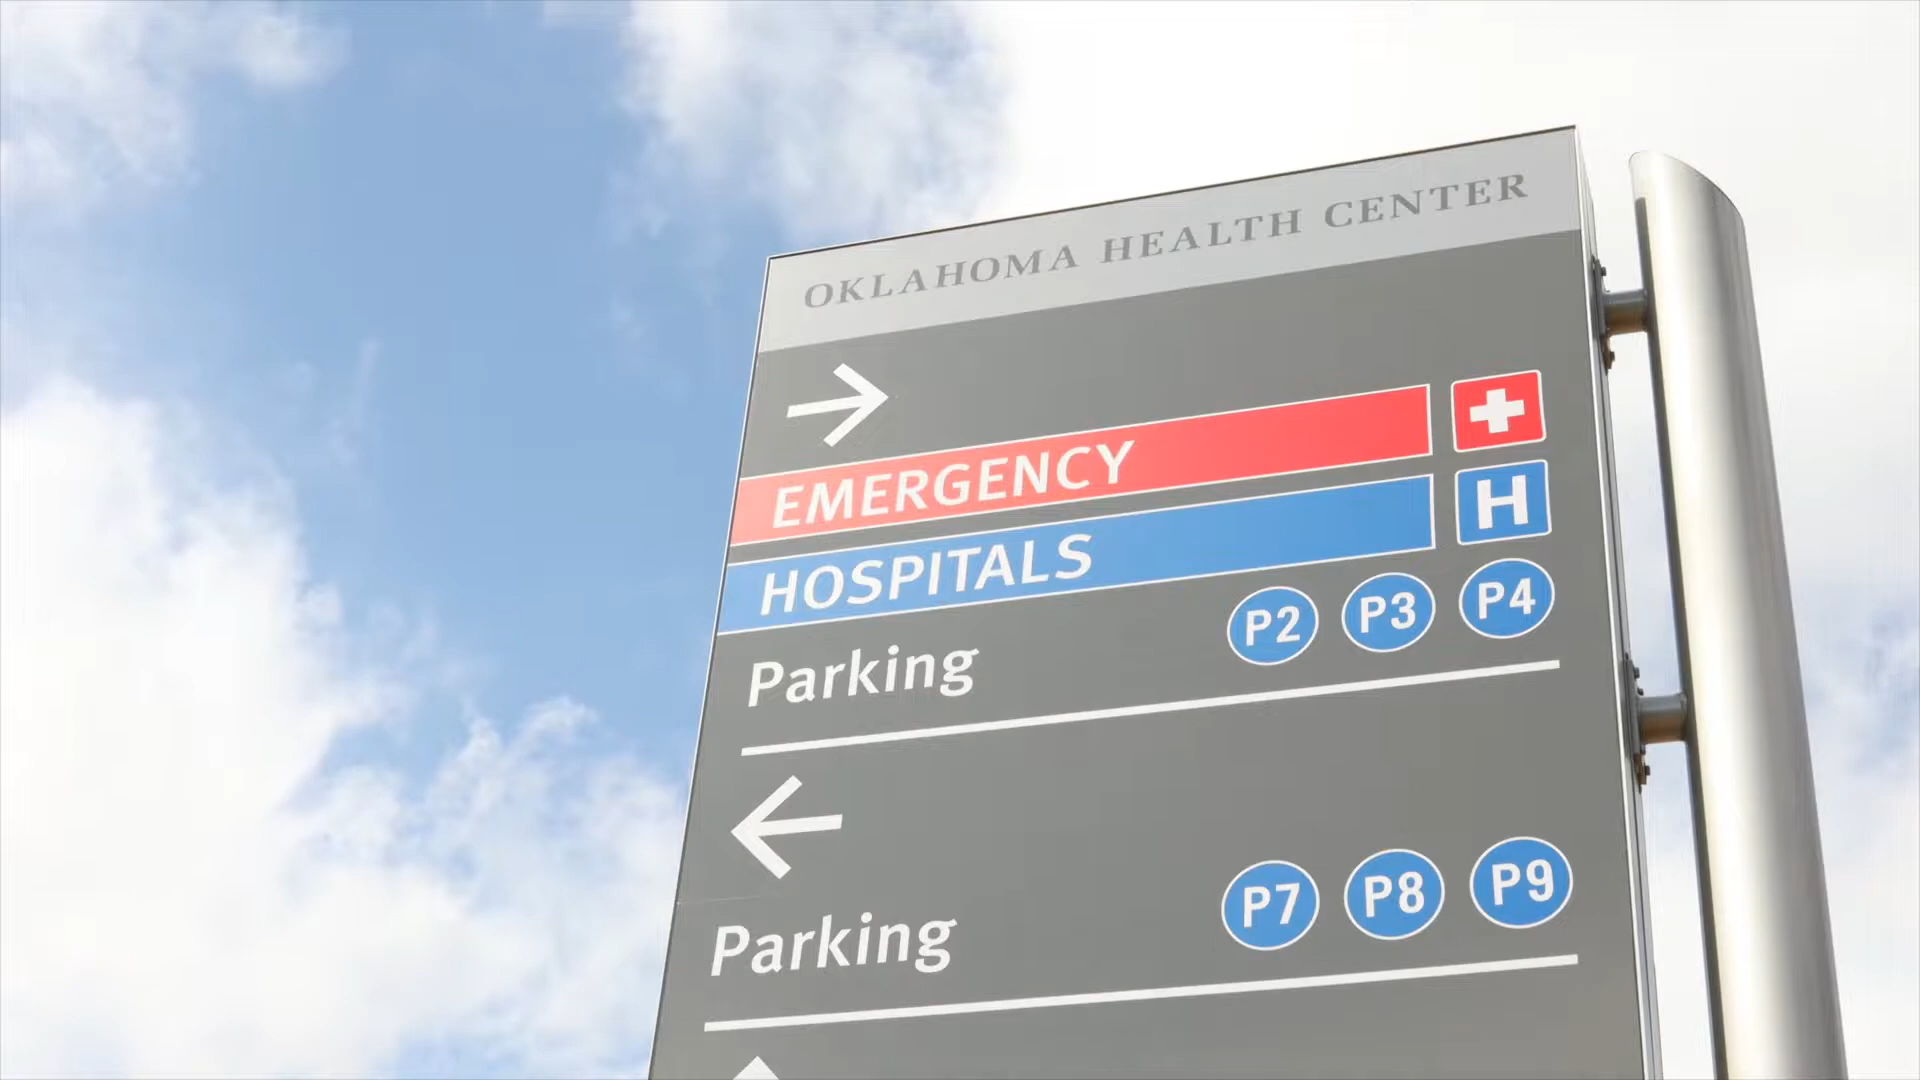 OKLAHOMA HEALTH CENTER
EMERGENCY
HOSPITALS H
Parking P2 P3 P4
Parking P7 P8 P9